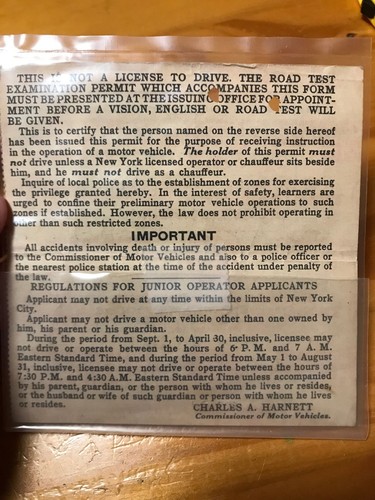 THIS IS NOT A LICENSE TO DRIVE. THE ROAD TEST
EXAMINATION PERMIT WHICH ACCOMPANIES THIS FORM
MUST BE PRESENTED AT THE ISSUING OFFICE FOR APPOINT-
MENT BEFORE A VISION, ENGLISH OR ROAD TEST WILL
BE GIVEN.
This is to certify that the person named on the reverse side hereof
has been issued this permit for the purpose of receiving instruction
in the operation of a motor vehicle. The holder of this permit must
not drive unless a New York licensed operator or chauffeur sits beside
him, and he must not drive as a chauffeur.
Inquire of local police as to the establishment of zones for exercising
the privilege granted hereby. In the interest of safety, learners are
urged to confine their preliminary motor vehicle operations to such
zones if established. However, the law does not prohibit operating in
other than such restricted zones.
IMPORTANT
All accidents involving death or injury of persons must be reported
to the Commissioner of Motor Vehicles and also to a police officer or
the nearest police station at the time of the accident under penalty of
the law.
REGULATIONS FOR JUNIOR OPERATOR APPLICANTS
Applicant may not drive at any time within the limits of New York
City.
Applicant may not drive a motor vehicle other than one owned by
him, his parent or his guardian.
During the period from Sept. 1, to April 30, inclusive, licensee may
not drive or operate between the hours of 6 P. M. and 7 A. M.
Eastern Standard Time, and during the period from May 1 to August
31, inclusive, licensee may not drive or operate between the hours of
7:30 P.M. and 4:30 A.M. Eastern Standard Time unless accompanied
by his parent, guardian, or the person with whom he lives or resides,
or the husband or wife of such guardian or person with whom he lives
or resides.
CHARLES A. HARNETT
Commissioner of Motor Vehicles.